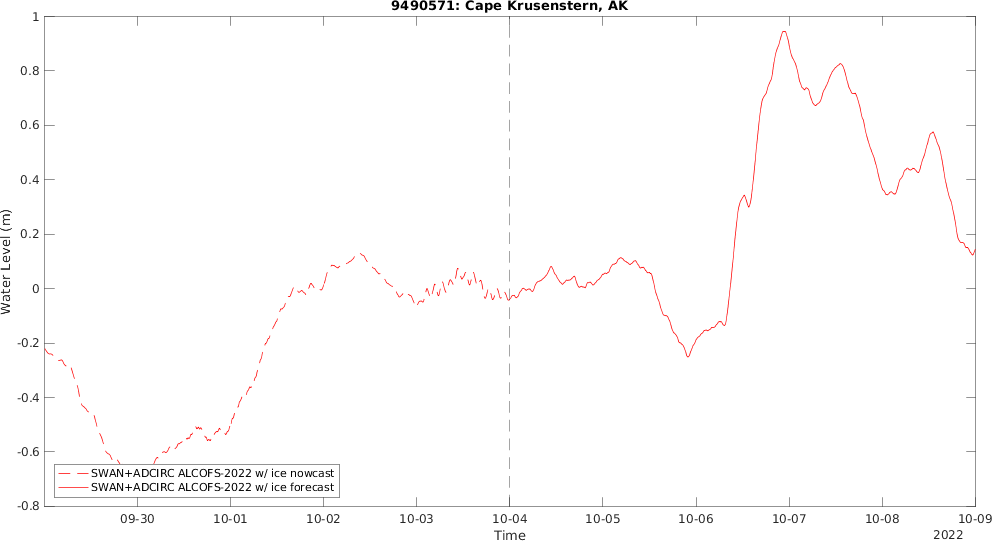 9490571: Cape Krusenstern, AK
1
0.8
0.6
0.4
0.2
0
-0.2
-0.4
-0.6
-0.8
Water Level (m)
SWAN+ADCIRC ALCOFS-2022 w/ ice nowcast
SWAN+ADCIRC ALCOFS-2022 w/ ice forecast
09-30 10-01 10-02 10-03 10-04 10-05 10-06 10-07 10-08 10-09
Time
2022